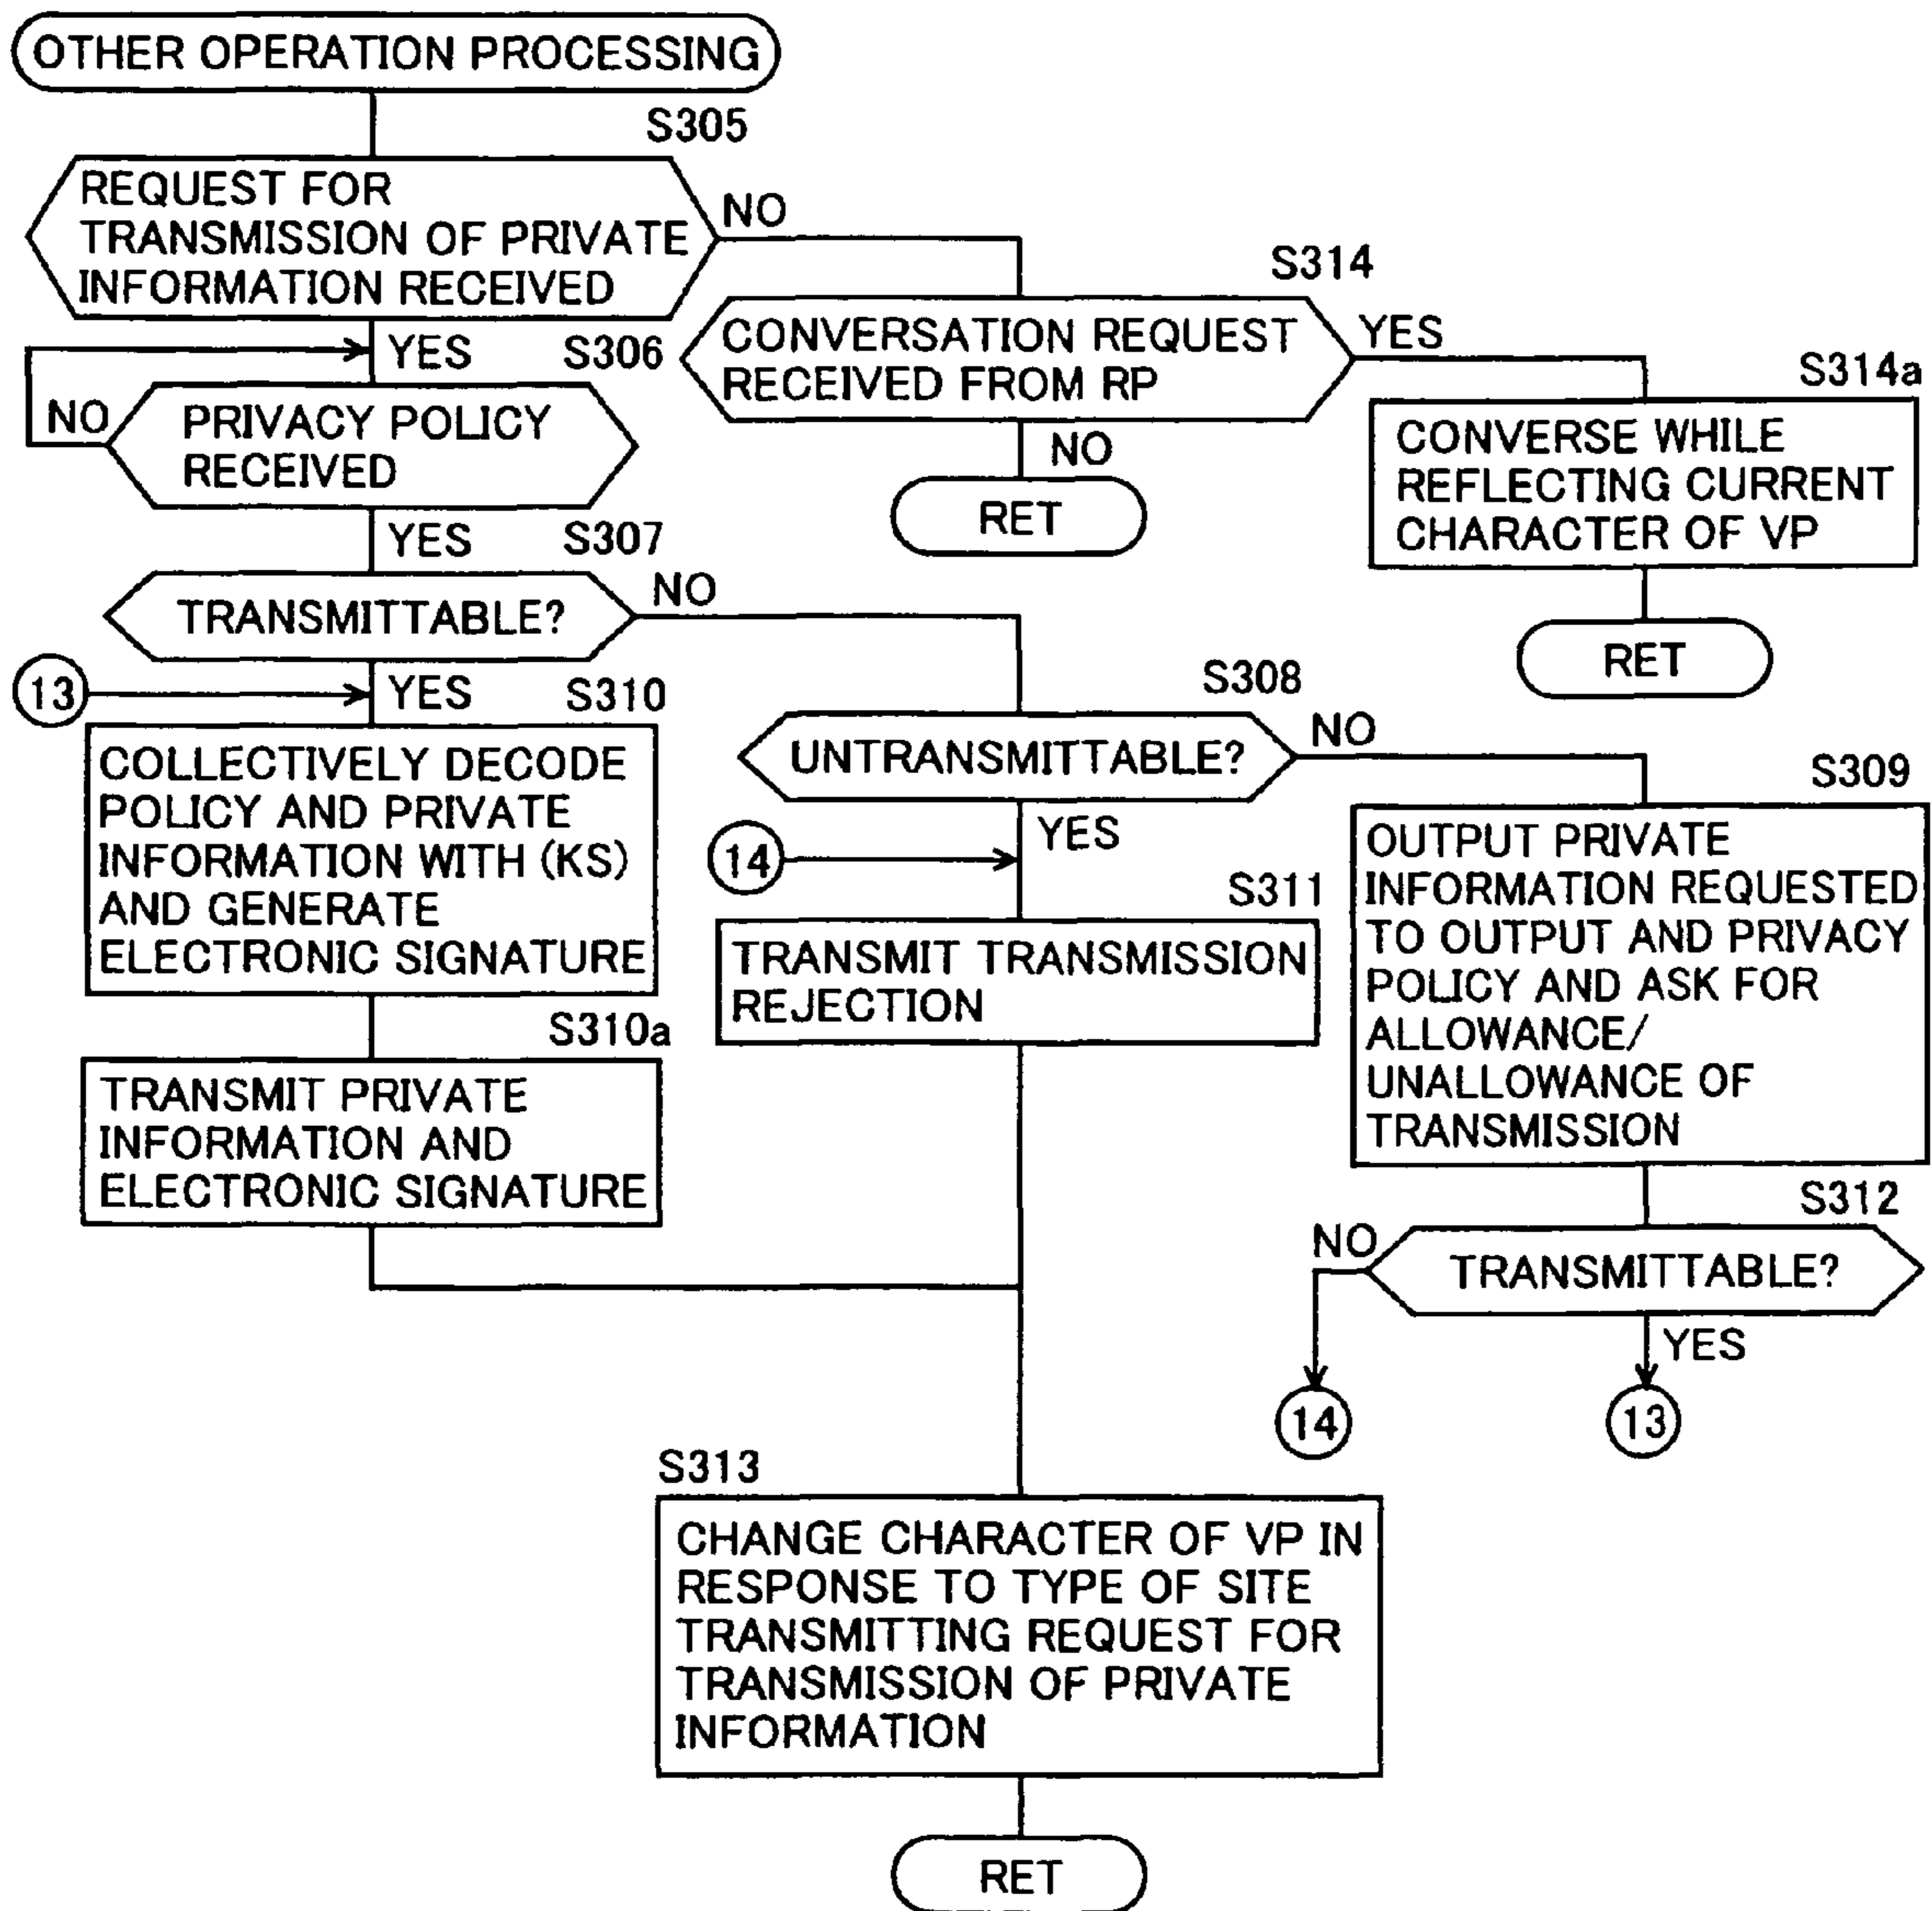 OTHER OPERATION PROCESSING
S305
REQUEST FOR
TRANSMISSION OF PRIVATE
INFORMATION RECEIVED
NO
YES
S314
CONVERSATION REQUEST
RECEIVED FROM RP
YES
NO
RET
S314a
CONVERSE WHILE
REFLECTING CURRENT
CHARACTER OF VP
RET
S306
PRIVACY POLICY
RECEIVED
NO
YES
S307
TRANSMITTABLE?
NO
YES
13
S310
COLLECTIVELY DECODE
POLICY AND PRIVATE
INFORMATION WITH (KS)
AND GENERATE
ELECTRONIC SIGNATURE
S310a
TRANSMIT PRIVATE
INFORMATION AND
ELECTRONIC SIGNATURE
S308
UNTRANSMITTABLE?
NO
YES
14
S311
TRANSMIT TRANSMISSION
REJECTION
S309
OUTPUT PRIVATE
INFORMATION REQUESTED
TO OUTPUT AND PRIVACY
POLICY AND ASK FOR
ALLOWANCE/
UNALLOWANCE OF
TRANSMISSION
S312
TRANSMITTABLE?
NO
YES
14
13
S313
CHANGE CHARACTER OF VP IN
RESPONSE TO TYPE OF SITE
TRANSMITTING REQUEST FOR
TRANSMISSION OF PRIVATE
INFORMATION
RET